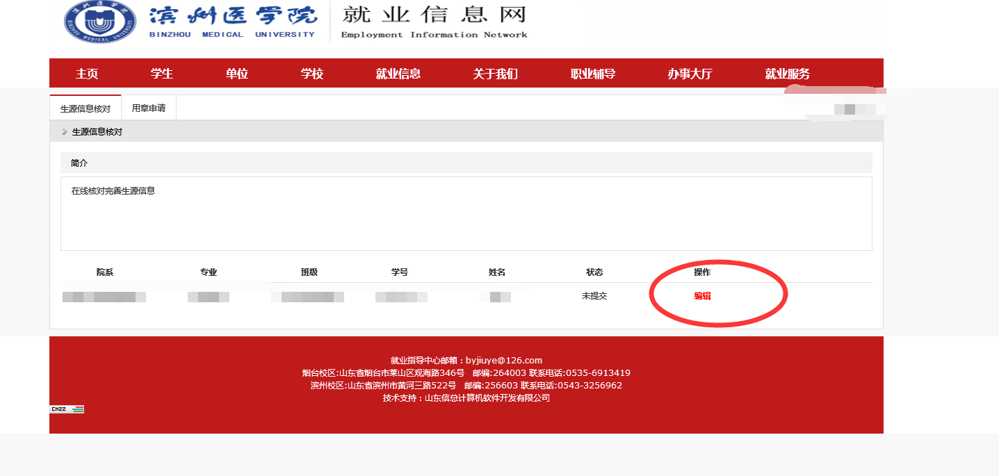 滨州医学院
BINZHOU MEDICAL UNIVERSITY
就业信息网
Employment Information Network
滨州医学院
BINZHOU MEDICAL UNIVERSITY
主页 学生 单位 学校 就业信息 关于我们 职业辅导 办事大厅 就业服务
生源信息核对 用章申请
生源信息核对
简介
在线核对完善生源信息
院系 专业 班级 学号 姓名 状态 操作
未提交 编辑
就业指导中心邮箱：byjiuye@126.com
烟台校区:山东省烟台市莱山区观海路346号 邮编:264003 联系电话:0535-6913419
滨州校区:山东省滨州市黄河三路522号 邮编:256603 联系电话:0543-3256962
技术支持：山东信总计算机软件开发有限公司
CNZZ